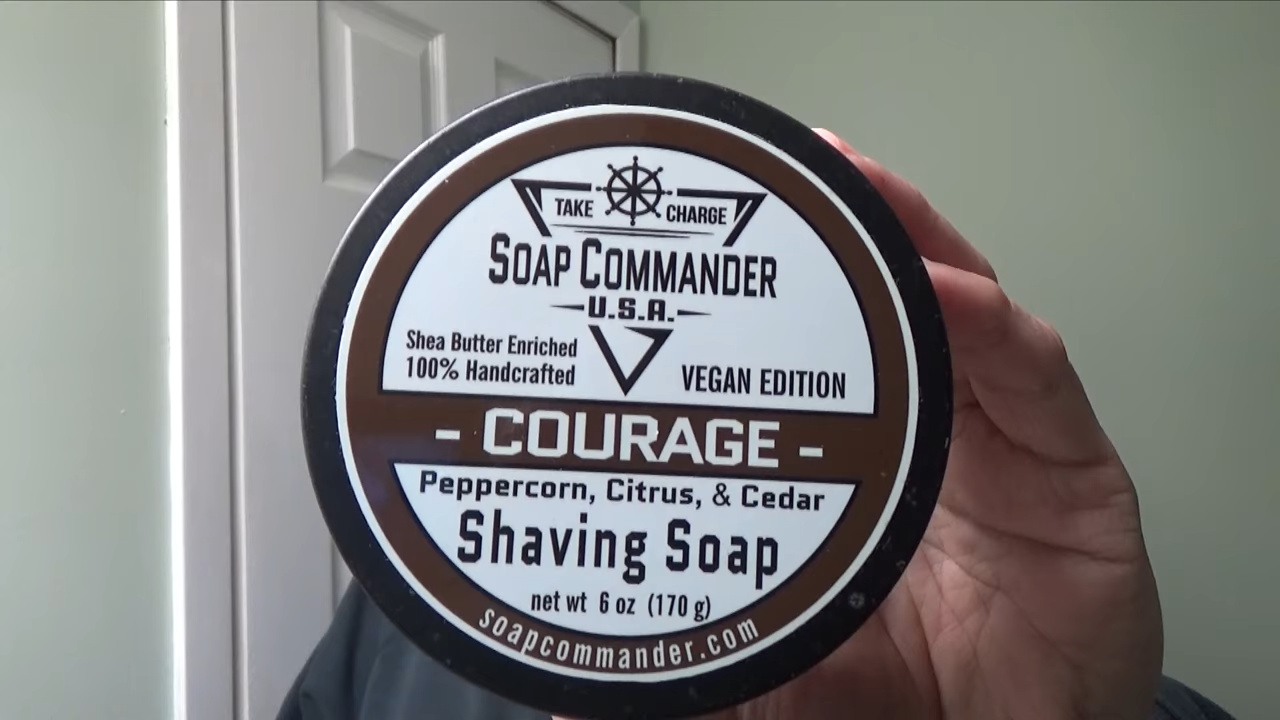 TAKE CHARGE
SOAP COMMANDER
U.S.A.
Shea Butter Enriched
100% Handcrafted
VEGAN EDITION
- COURAGE -
Peppercorn, Citrus, & Cedar
Shaving Soap
net wt 6 oz (170 g)
soapcommander.com